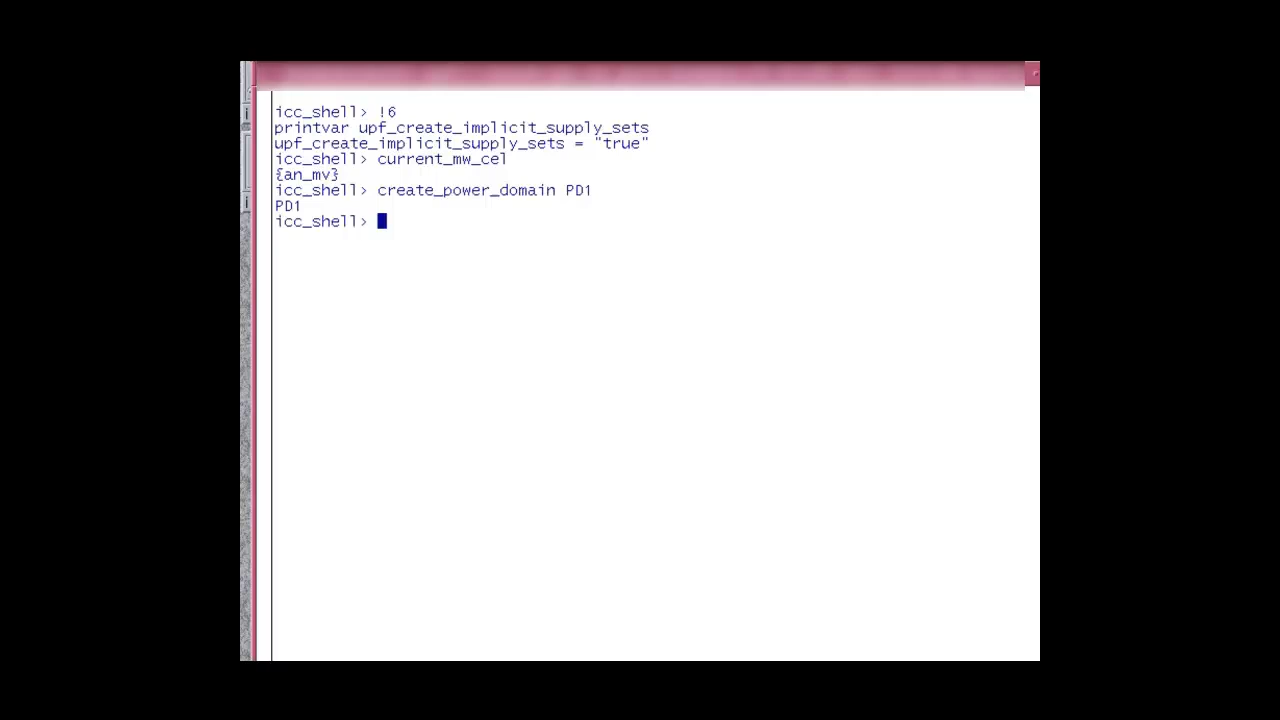 icc_shell> !6
printvar upf_create_implicit_supply_sets
upf_create_implicit_supply_sets = "true"
icc_shell> current_mw_cel
{an_mv}
icc_shell> create_power_domain PD1
PD1
icc_shell>